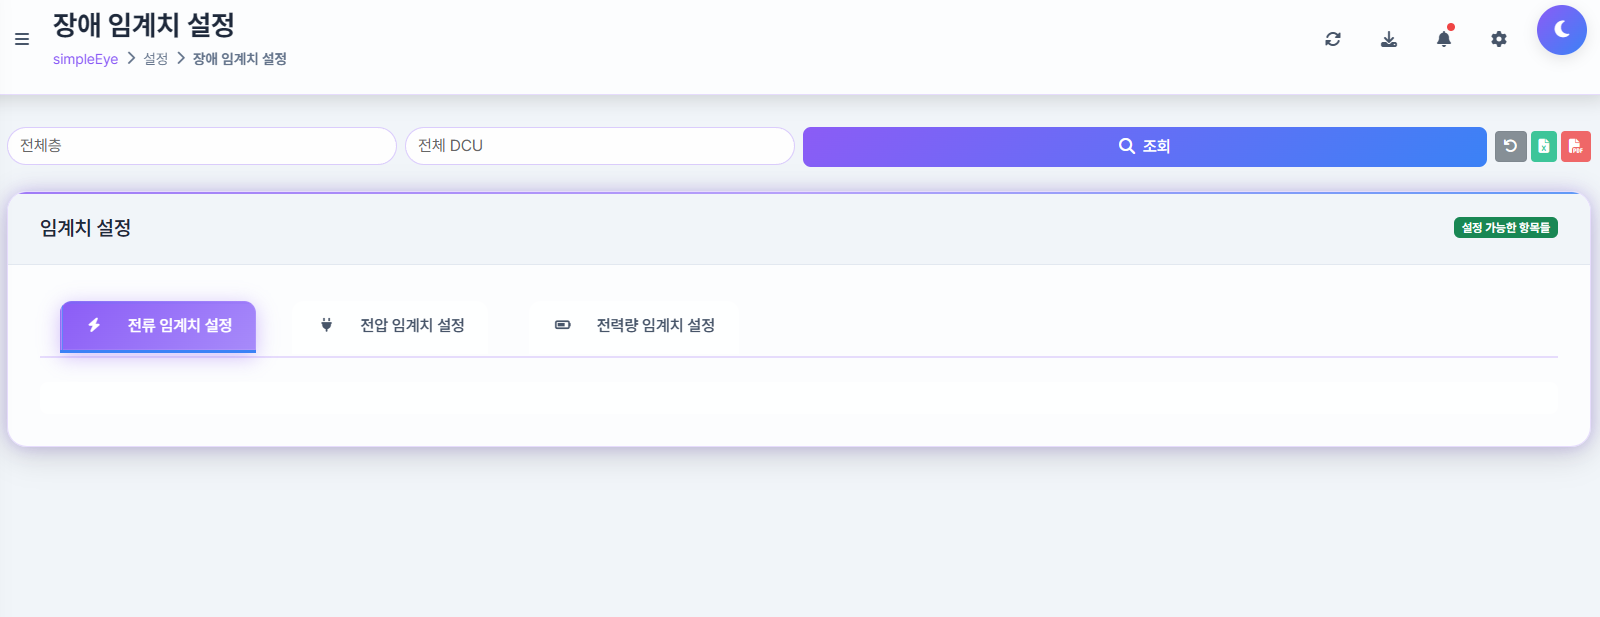 장애 임계치 설정
simpleEye > 설정 > 장애 임계치 설정
전체층
전체 DCU
조회
임계치 설정
설정 가능한 항목들
전류 임계치 설정
전압 임계치 설정
전력량 임계치 설정